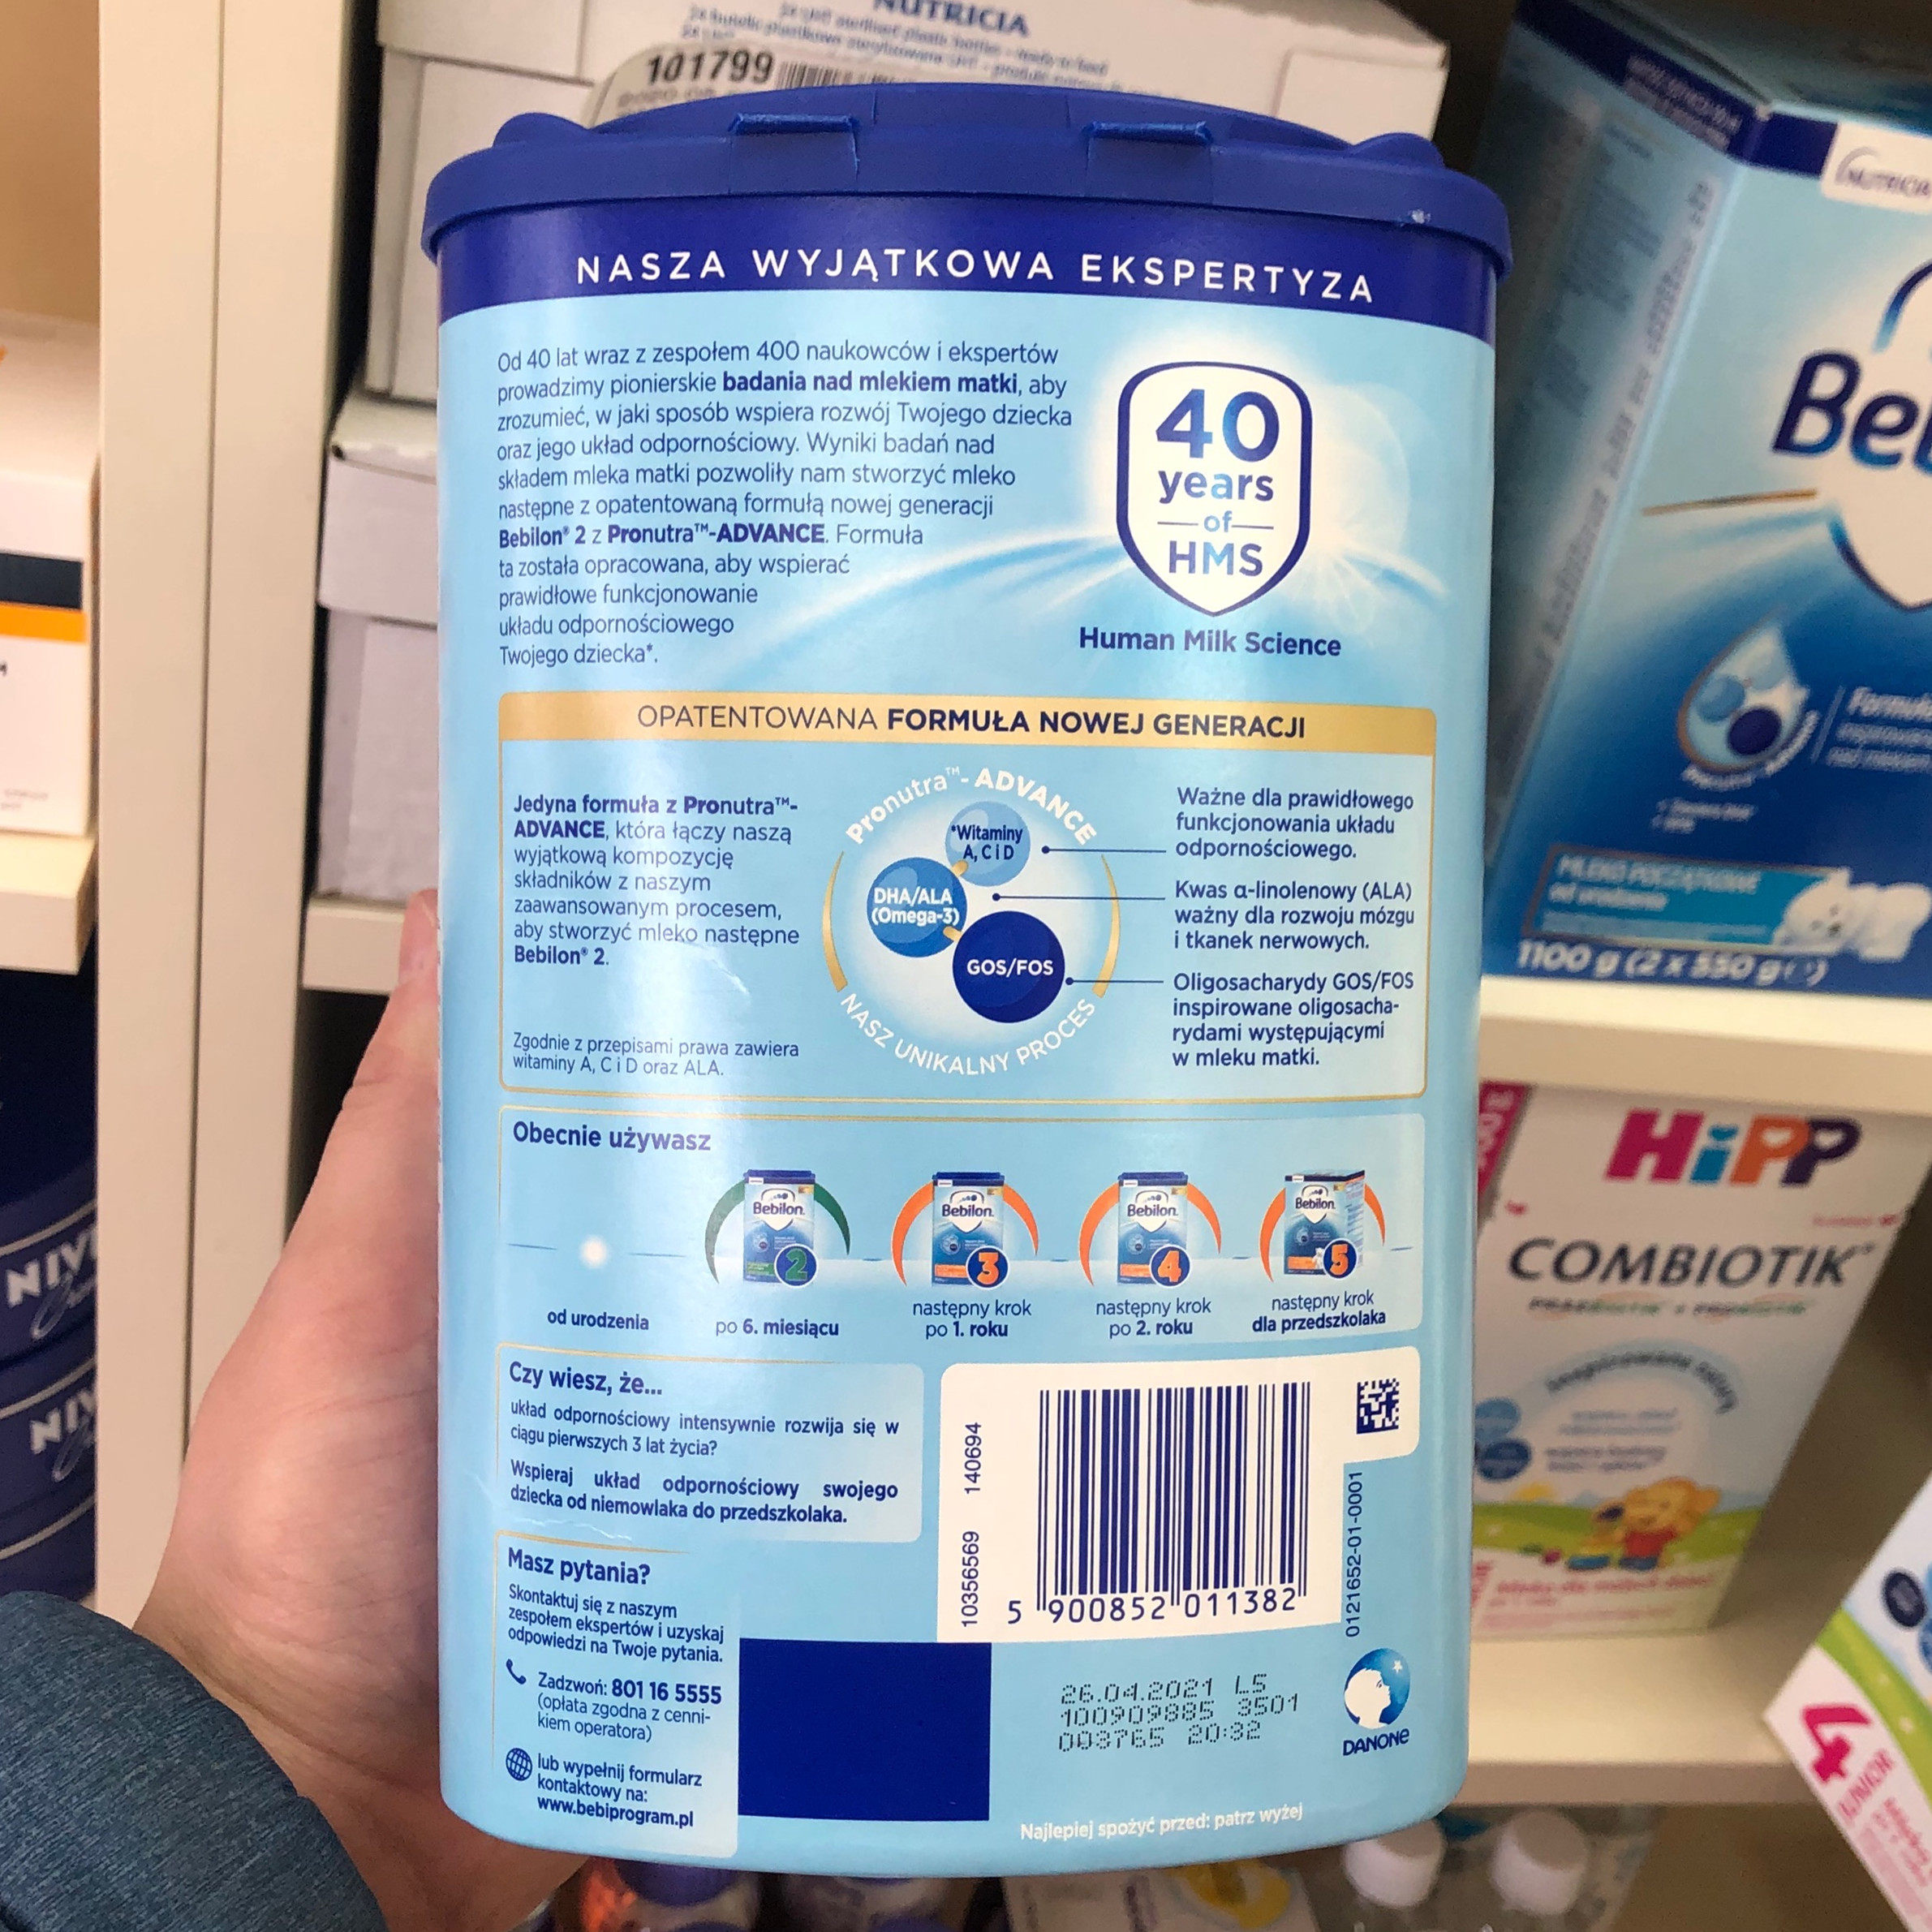 NUTRICIA
101799
NASZA WYJĄTKOWA EKSPERTYZA
Od 40 lat wraz z zespołem 400 naukowców i ekspertów
prowadzimy pionierskie badania nad mlekiem matki, aby
zrozumieć, w jaki sposób wspiera rozwój Twojego dziecka
oraz jego układ odpornościowy. Wyniki badań nad
składem mleka matki pozwoliły nam stworzyć mleko
następne z opatentowaną formułą nowej generacji
Bebilon® 2 z Pronutra™-ADVANCE. Formuła
ta została opracowana, aby wspierać
prawidłowe funkcjonowanie
układu odpornościowego
Twojego dziecka*.
40
years
of
HMS
Human Milk Science
OPATENTOWANA FORMUŁA NOWEJ GENERACJI
Jedyna formuła z Pronutra™-
ADVANCE, która łączy naszą
wyjątkową kompozycję
składników z naszym
zaawansowanym procesem,
aby stworzyć mleko następne
Bebilon® 2.
Zgodnie z przepisami prawa zawiera
witaminy A, C i D oraz ALA.
Pronutra™-ADVANCE
*Witaminy
A, C i D
DHA/ALA
(Omega-3)
GOS/FOS
NASZ UNIKALNY PROCES
Ważne dla prawidłowego
funkcjonowania układu
odpornościowego.
Kwas α-linolenowy (ALA)
ważny dla rozwoju mózgu
i tkanek nerwowych.
Oligosacharydy GOS/FOS
inspirowane oligosacha-
rydami występującymi
w mleku matki.
Obecnie używasz
od urodzenia
Bebilon
2
po 6. miesiącu
Bebilon
3
następny krok
po 1. roku
Bebilon
4
następny krok
po 2. roku
Bebilon
5
następny krok
dla przedszkolaka
Czy wiesz, że...
układ odpornościowy intensywnie rozwija się w
ciągu pierwszych 3 lat życia?
Wspieraj układ odpornościowy swojego
dziecka od niemowlaka do przedszkolaka.
Masz pytania?
Skontaktuj się z naszym
zespołem ekspertów i uzyskaj
odpowiedzi na Twoje pytania.
Zadzwoń: 801 16 5555
(opłata zgodna z cenni-
kiem operatora)
lub wypełnij formularz
kontaktowy na:
www.bebiprogram.pl
10356569 140694
5 900852 011382
0121652-01-0001
26.04.2021 L5
100909885 3501
003765 20:32
DANONE
Najlepiej spożyć przed: patrz wyżej
NUTRICIA
MLEKO POCZĄTKOWE
od urodzenia
1100 g (2 x 550 g)
HiPP
COMBIOTIK
4
JUNIOR